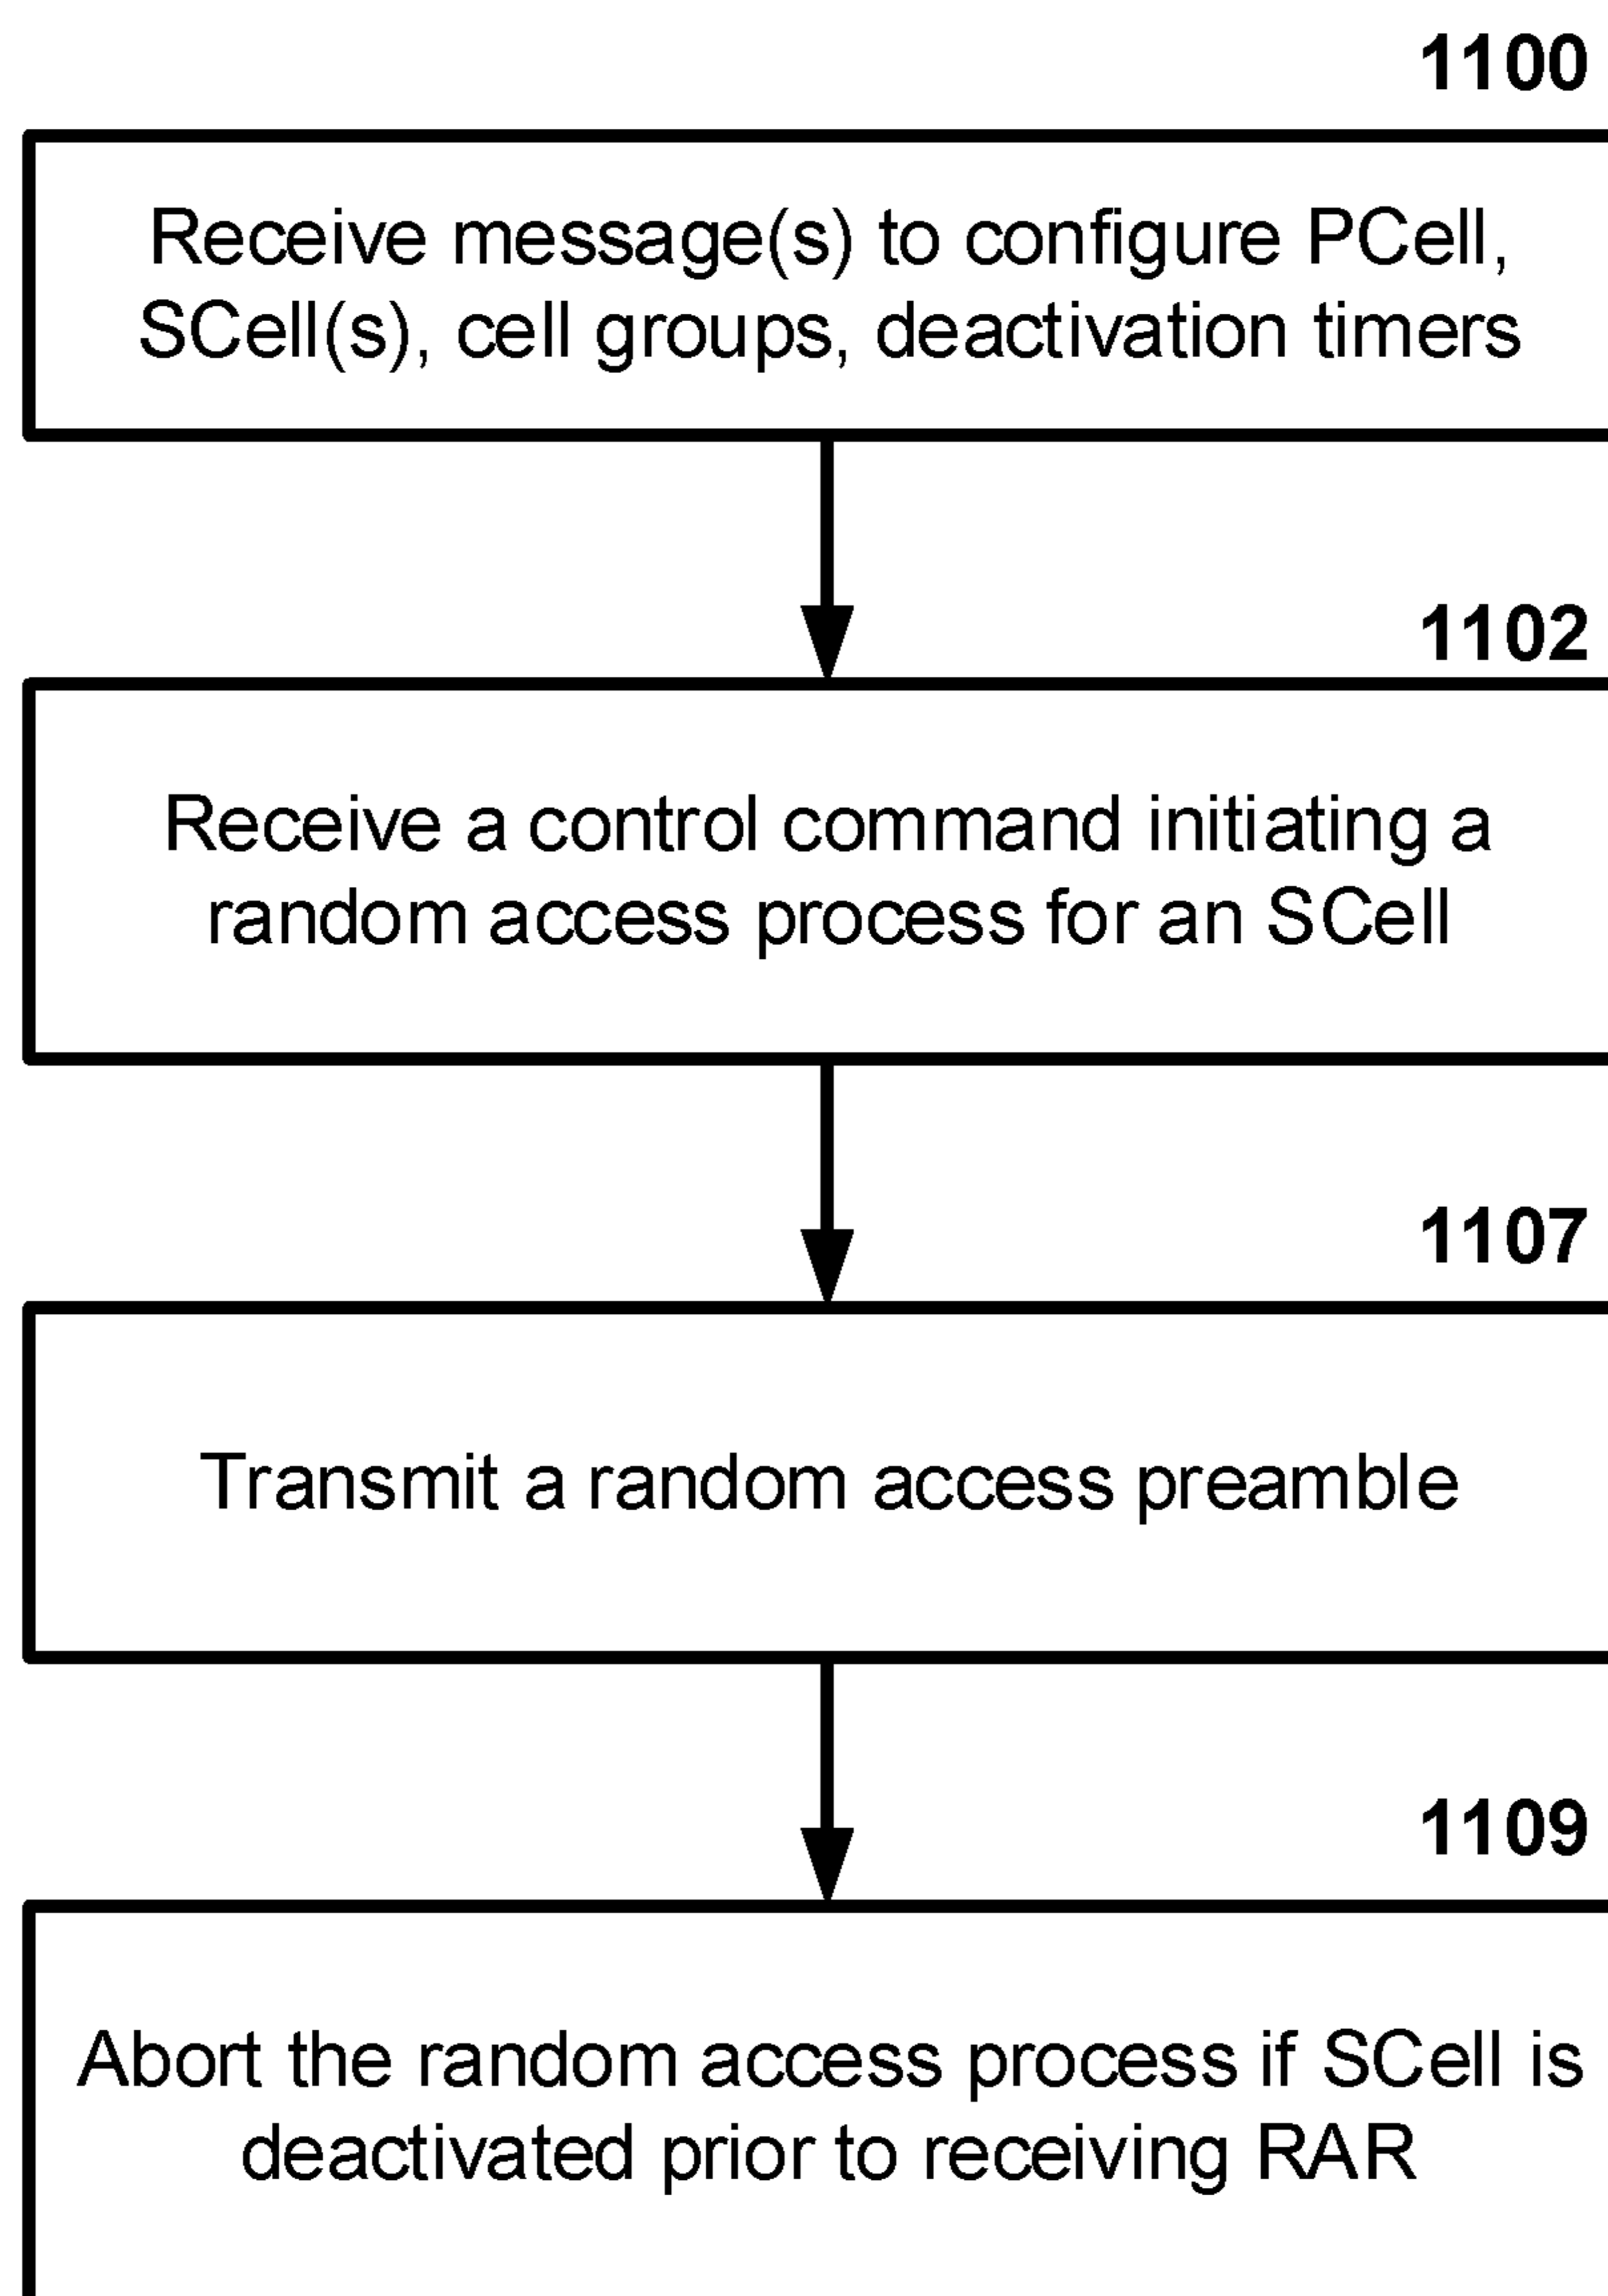 1100
Receive message(s) to configure PCell,
SCell(s), cell groups, deactivation timers
1102
Receive a control command initiating a
random access process for an SCell
1107
Transmit a random access preamble
1109
Abort the random access process if SCell is
deactivated prior to receiving RAR